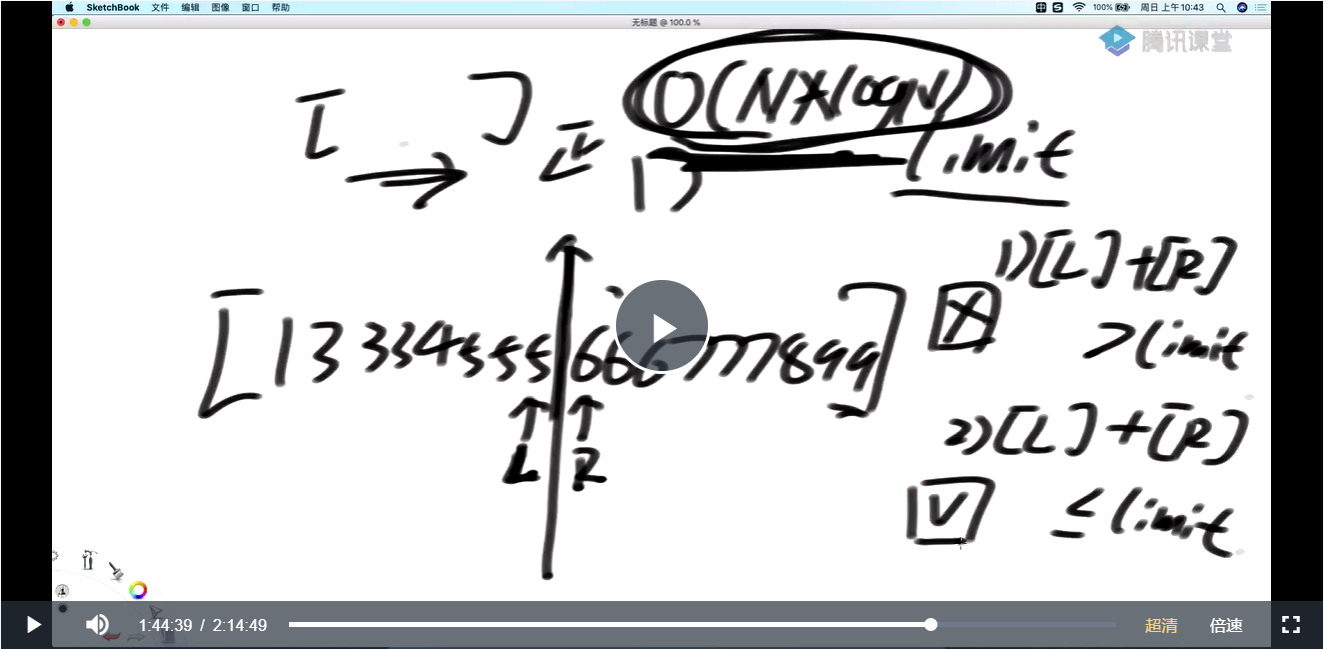 SketchBook 文件 编辑 图像 窗口 帮助 100% 周日 上午10:43
无标题 @ 100.0 %
腾讯课堂
[ ] O(N*logN)
limit
1)[L]+[R]
>limit
[1 3 3 3 4 5 5 5 6 6 6 7 7 7 8 9 9]
X
L R
2)[L]+[R]
≤limit
V
1:44:39 / 2:14:49 超清 倍速